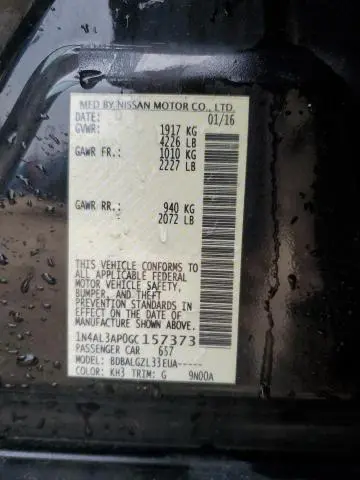 MFD BY NISSAN MOTOR CO., LTD.
DATE: 01/16
GVWR: 1917 KG
4226 LB
GAWR FR.: 1010 KG
2227 LB
GAWR RR.: 940 KG
2072 LB
THIS VEHICLE CONFORMS TO
ALL APPLICABLE FEDERAL
MOTOR VEHICLE SAFETY,
BUMPER, AND THEFT
PREVENTION STANDARDS IN
EFFECT ON THE DATE OF
MANUFACTURE SHOWN ABOVE.
1N4AL3AP0GC157373
PASSENGER CAR 657
MODEL: BDBALGZL33EUA-----
COLOR: KH3 TRIM: G 9N00A